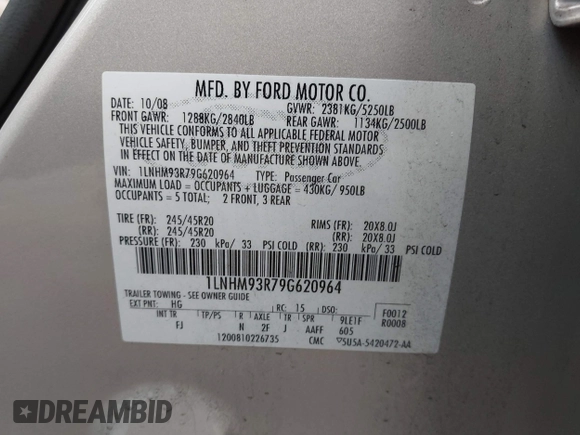 MFD. BY FORD MOTOR CO.
DATE: 10/08 GVWR: 2381KG/5250LB
FRONT GAWR: 1288KG/2840LB REAR GAWR: 1134KG/2500LB
THIS VEHICLE CONFORMS TO ALL APPLICABLE FEDERAL MOTOR
VEHICLE SAFETY, BUMPER, AND THEFT PREVENTION STANDARDS
IN EFFECT ON THE DATE OF MANUFACTURE SHOWN ABOVE.
VIN: 1LNHM93R79G620964 TYPE: Passenger Car
MAXIMUM LOAD = OCCUPANTS + LUGGAGE = 430KG/ 950LB
OCCUPANTS = 5 TOTAL; 2 FRONT, 3 REAR
TIRE (FR): 245/45R20 RIMS (FR): 20X8.0J
(RR): 245/45R20 (RR): 20X8.0J
PRESSURE (FR): 230 kPa/ 33 PSI COLD (RR): 230 kPa/ 33 PSI COLD
1LNHM93R79G620964
TRAILER TOWING - SEE OWNER GUIDE
EXT PNT: HG RC: 15 DSO: F0012
INT TR TP/PS R AXLE TR SPR 9LE1F R0008
FJ N 2F J AAFF 605
1200810226735 CMC 5U5A-5420472-AA
DREAMBID